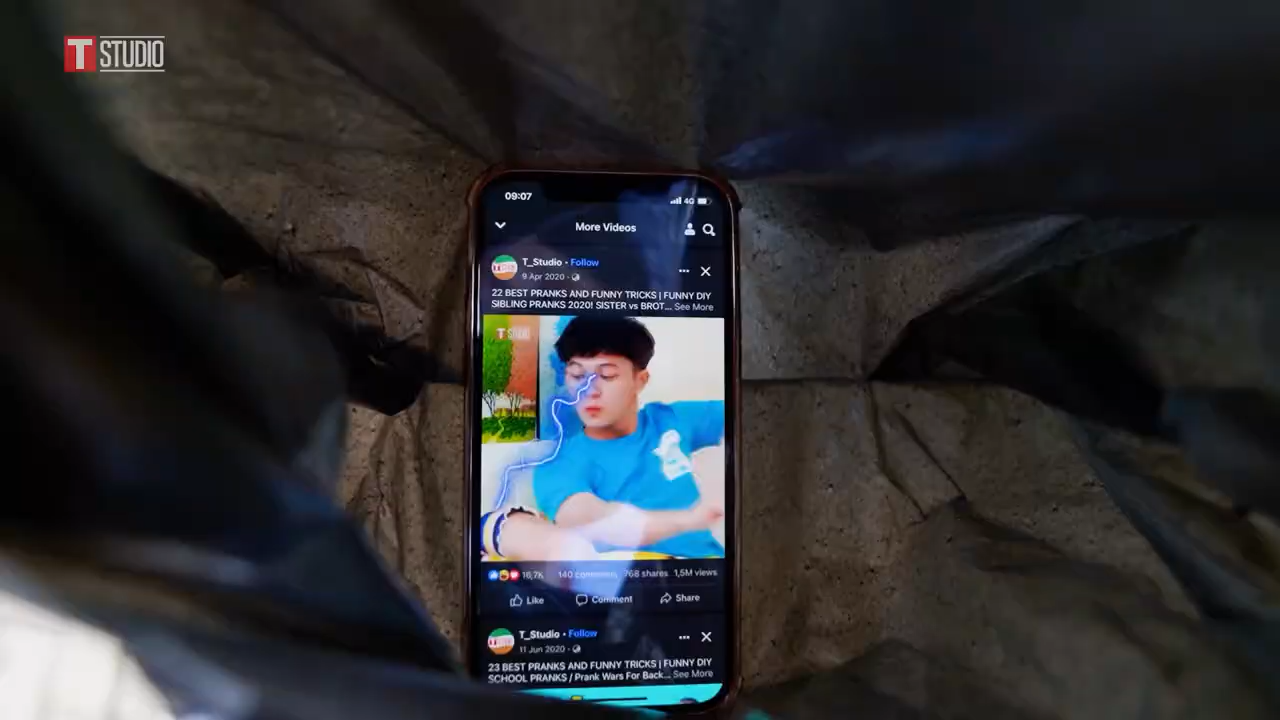 T STUDIO
09:07
4G
More Videos
T_Studio · Follow
9 Apr 2020 ·
22 BEST PRANKS AND FUNNY TRICKS | FUNNY DIY
SIBLING PRANKS 2020! SISTER vs BROT... See More
T STUDIO
16,7K 140 comments 768 shares 1,5M views
Like Comment Share
T_Studio · Follow
11 Jun 2020 ·
23 BEST PRANKS AND FUNNY TRICKS | FUNNY DIY
SCHOOL PRANKS / Prank Wars For Back... See More